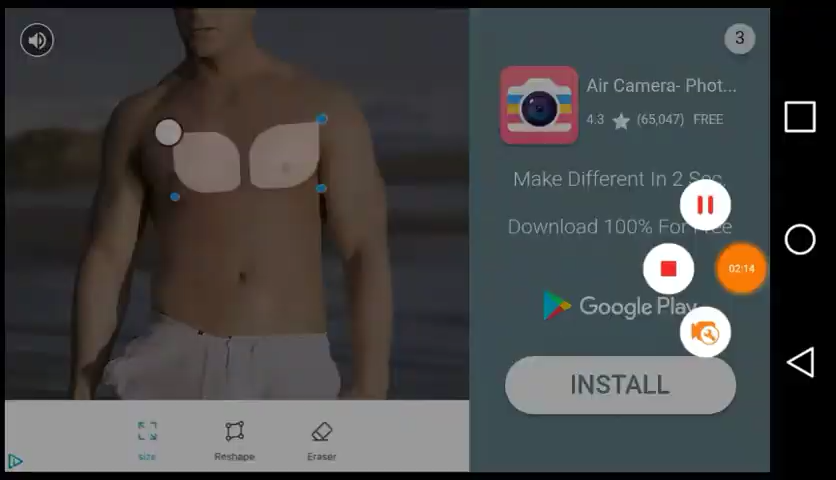 3
Air Camera- Phot...
4.3 (65,047) FREE
Make Different In 2 Sec.
Download 100% For Free
02:14
Google Play
INSTALL
size
Reshape
Eraser